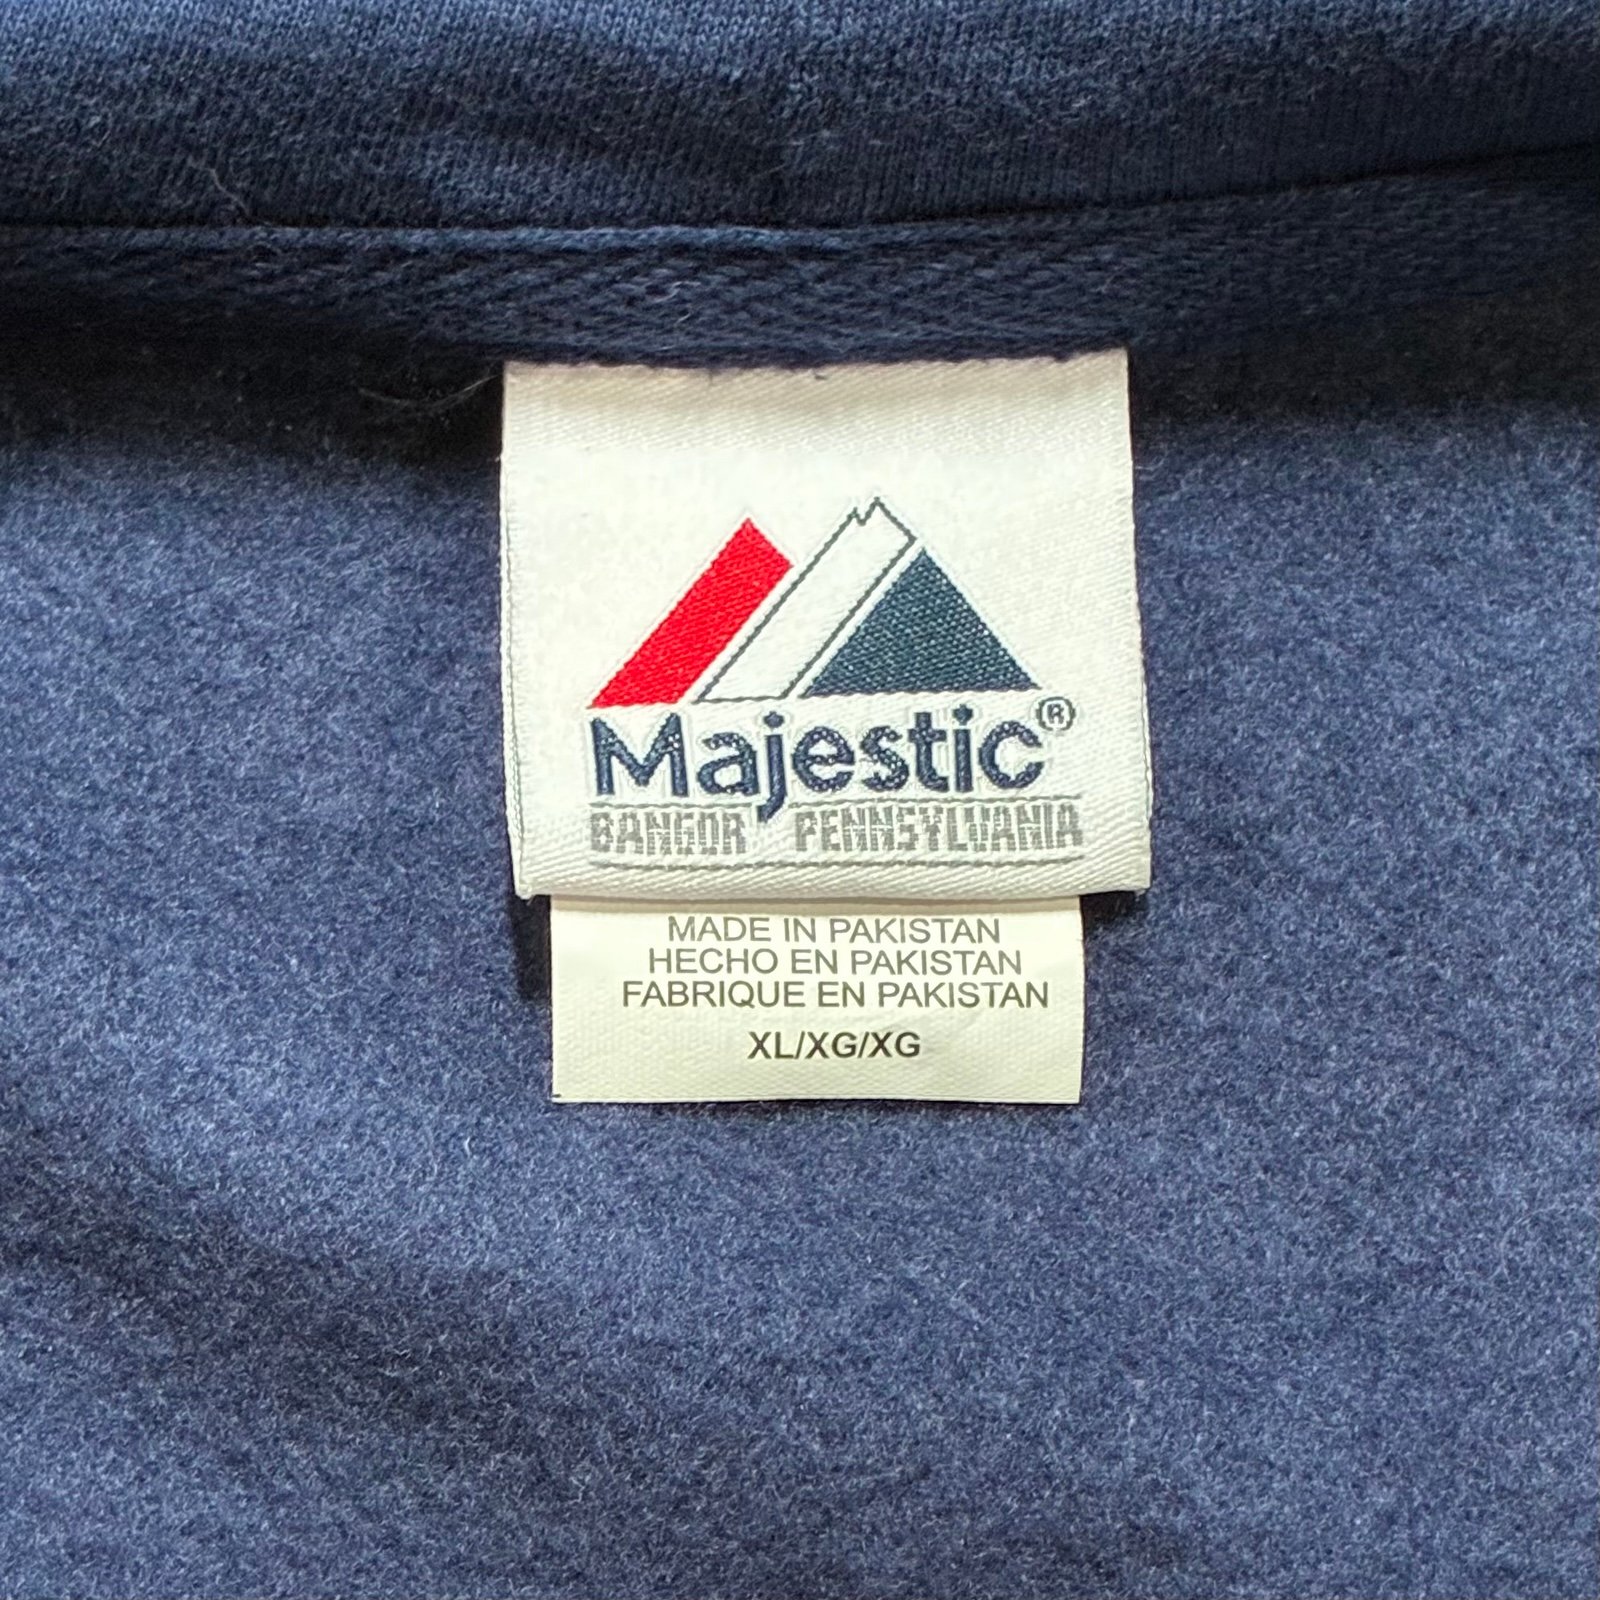 Majestic®
BANGOR PENNSYLVANIA
MADE IN PAKISTAN
HECHO EN PAKISTAN
FABRIQUE EN PAKISTAN
XL/XG/XG